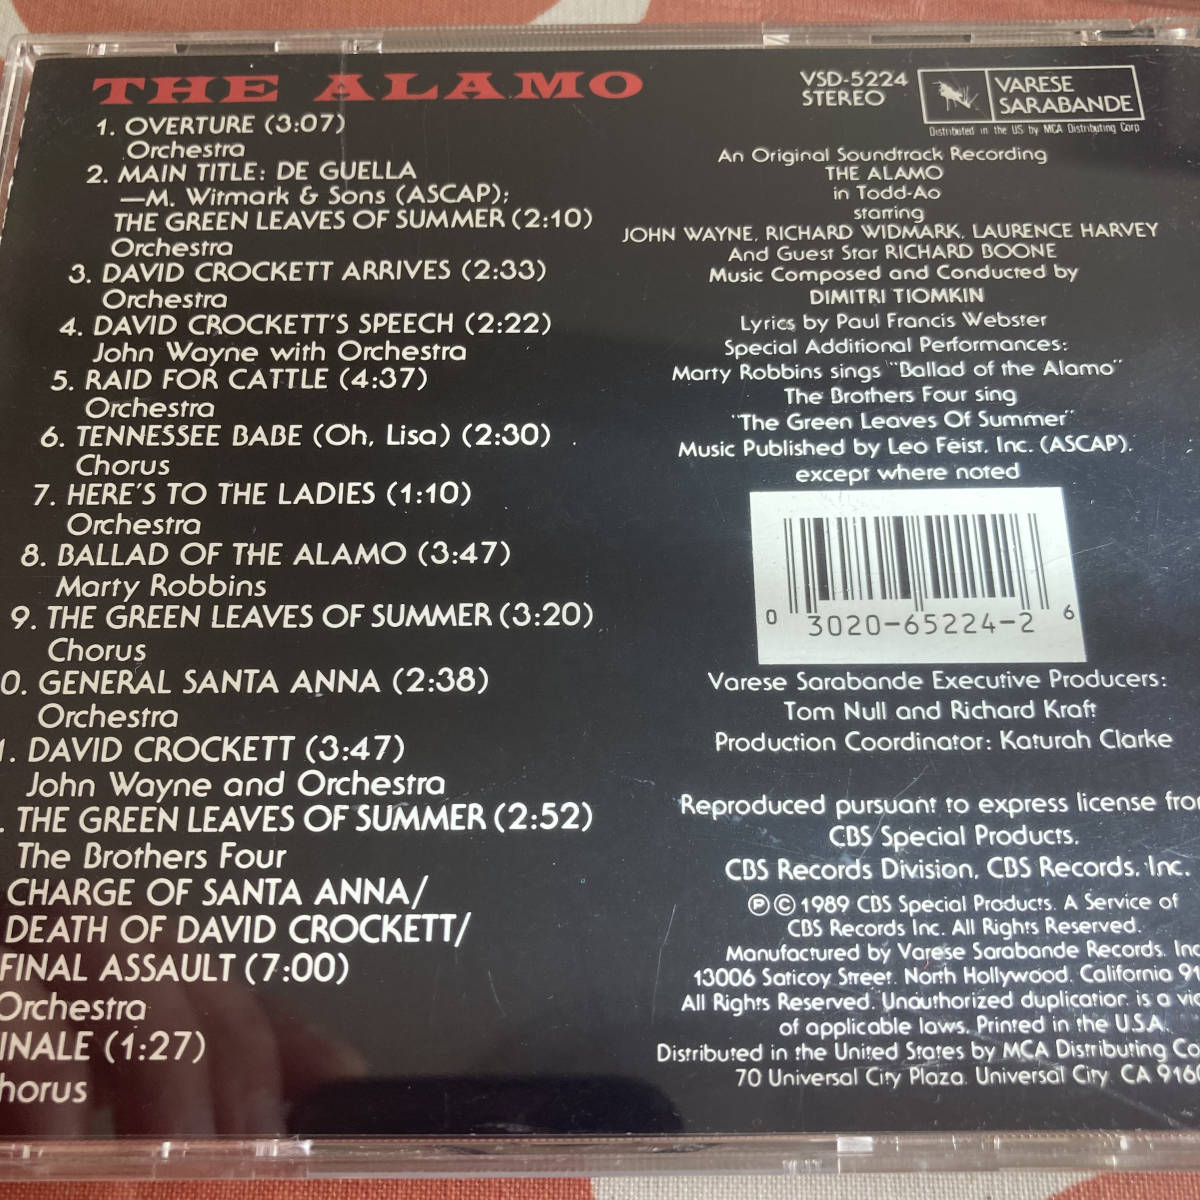 THE ALAMO
1. OVERTURE (3:07)
Orchestra
2. MAIN TITLE: DE GUELLA
—M. Witmark & Sons (ASCAP);
THE GREEN LEAVES OF SUMMER (2:10)
Orchestra
3. DAVID CROCKETT ARRIVES (2:33)
Orchestra
4. DAVID CROCKETT'S SPEECH (2:22)
John Wayne with Orchestra
5. RAID FOR CATTLE (4:37)
Orchestra
6. TENNESSEE BABE (Oh, Lisa) (2:30)
Chorus
7. HERE'S TO THE LADIES (1:10)
Orchestra
8. BALLAD OF THE ALAMO (3:47)
Marty Robbins
9. THE GREEN LEAVES OF SUMMER (3:20)
Chorus
0. GENERAL SANTA ANNA (2:38)
Orchestra
1. DAVID CROCKETT (3:47)
John Wayne and Orchestra
. THE GREEN LEAVES OF SUMMER (2:52)
The Brothers Four
CHARGE OF SANTA ANNA/
DEATH OF DAVID CROCKETT/
FINAL ASSAULT (7:00)
Orchestra
INALE (1:27)
horus
VSD-5224
STEREO
VARESE
SARABANDE
Distributed in the US by MCA Distributing Corp
An Original Soundtrack Recording
THE ALAMO
in Todd-Ao
starring
JOHN WAYNE, RICHARD WIDMARK, LAURENCE HARVEY
And Guest Star RICHARD BOONE
Music Composed and Conducted by
DIMITRI TIOMKIN
Lyrics by Paul Francis Webster
Special Additional Performances:
Marty Robbins sings "Ballad of the Alamo"
The Brothers Four sing
"The Green Leaves Of Summer"
Music Published by Leo Feist, Inc. (ASCAP),
except where noted
0 3020-65224-2 6
Varese Sarabande Executive Producers:
Tom Null and Richard Kraft
Production Coordinator: Katurah Clarke
Reproduced pursuant to express license fro
CBS Special Products,
CBS Records Division, CBS Records, Inc.
℗© 1989 CBS Special Products. A Service of
CBS Records Inc. All Rights Reserved.
Manufactured by Varese Sarabande Records, Inc
13006 Saticoy Street, North Hollywood, California 91
All Rights Reserved. Unauthorized duplication is a vio
of applicable laws. Printed in the U.S.A.
Distributed in the United States by MCA Distributing Co
70 Universal City Plaza, Universal City, CA 9160